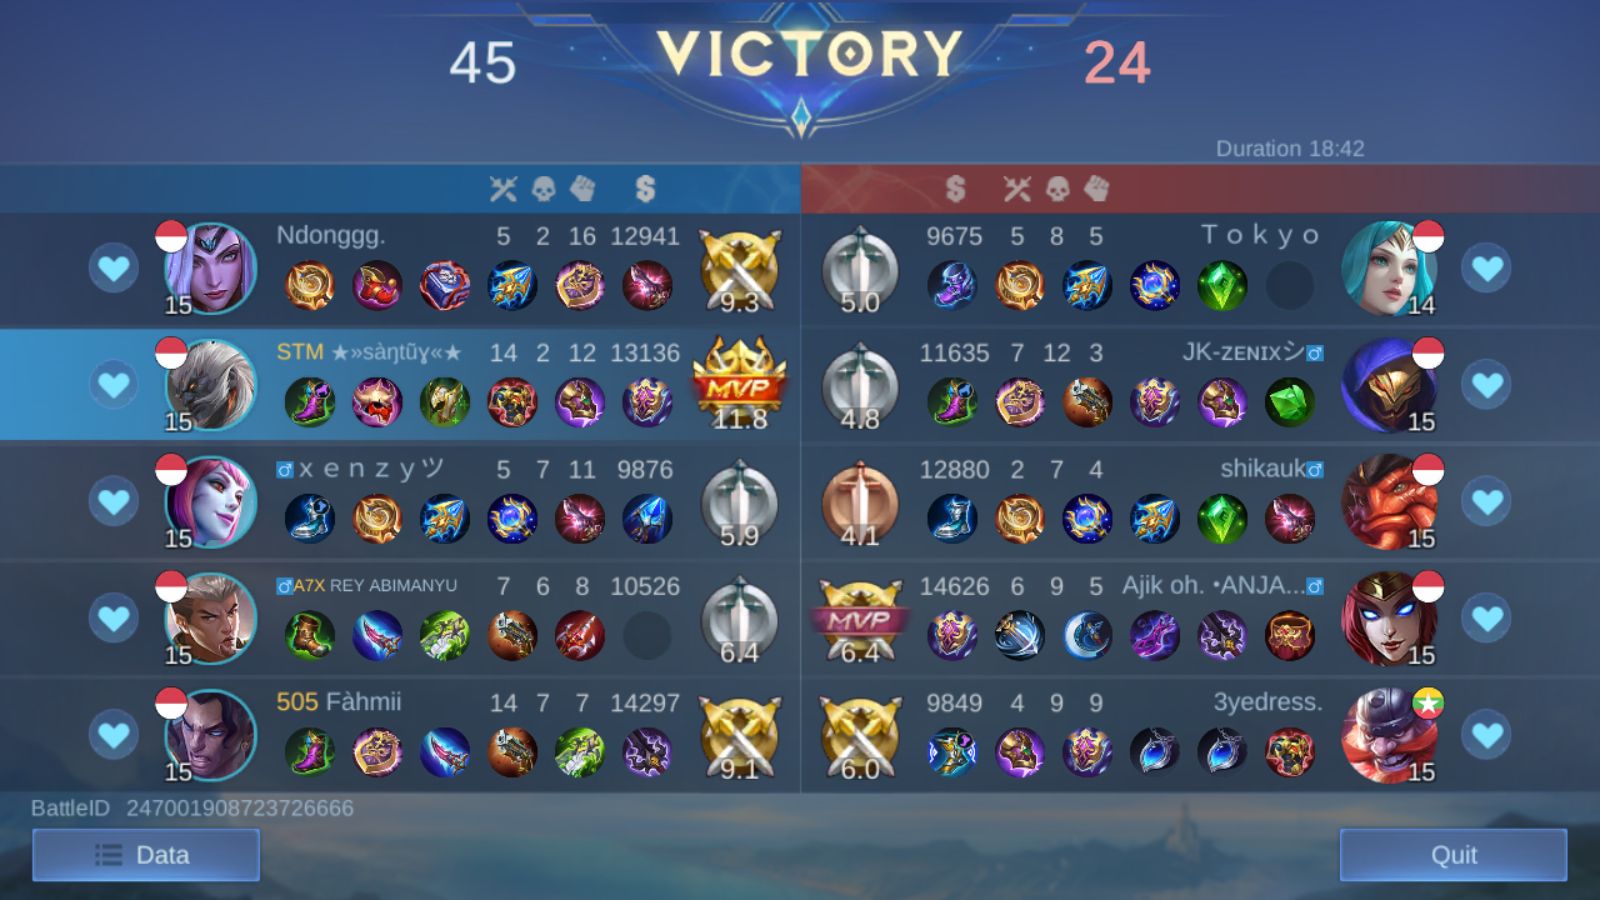 45 VICTORY 24
Duration 18:42
Ndonggg. 5 2 16 12941
15 9.3
9675 5 8 5 Tokyo
5.0 14
STM ★»sàŋtũɣ«★ 14 2 12 13136 MVP
15 11.8
11635 7 12 3 JK-ZENIXシ♂
4.8 15
♂xenzyツ 5 7 11 9876
15 5.9
12880 2 7 4 shikauk♂
4.1 15
♂A7X REY ABIMANYU 7 6 8 10526
15 6.4
MVP 14626 6 9 5 Ajik oh. •ANJA...♂
6.4 15
505 Fàhmii 14 7 7 14297
15 9.1
9849 4 9 9 3yedress.
6.0 15
BattleID 247001908723726666
Data
Quit